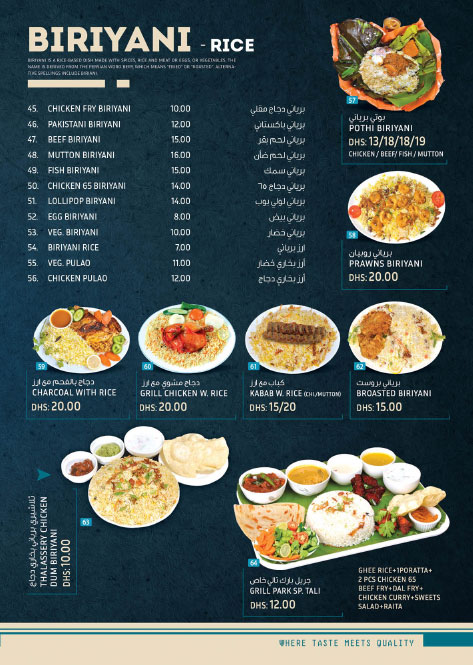 BIRIYANI - RICE
BIRIYANI IS A RICE-BASED DISH MADE WITH SPICES, RICE AND MEAT OR EGGS, OR VEGETABLES. THE
NAME IS DERIVED FROM THE PERSIAN WORD BERYA WHICH MEANS "FRIED" OR "ROASTED". ALTERNA-
TIVE SPELLINGS INCLUDE BIRIANI
45. CHICKEN FRY BIRIYANI 10.00 برياني دجاج مقلي
46. PAKISTANI BIRIYANI 12.00 برياني باكستاني
47. BEEF BIRIYANI 15.00 برياني لحم بقر
48. MUTTON BIRIYANI 16.00 برياني لحم ضأن
49. FISH BIRIYANI 15.00 برياني سمك
50. CHICKEN 65 BIRIYANI 14.00 برياني دجاج ٦٥
51. LOLLIPOP BIRYANI 14.00 برياني لولي بوب
52. EGG BIRIYANI 8.00 برياني بيض
53. VEG. BIRIYANI 10.00 برياني خضار
54. BIRIYANI RICE 7.00 ارز برياني
55. VEG. PULAO 11.00 أرز بخاري خضار
56. CHICKEN PULAO 12.00 أرز بخاري دجاج
57
بوتي برياني
POTHI BIRIYANI
DHS: 13/18/18/19
CHICKEN / BEEF/ FISH / MUTTON
58
برياني روبيان
PRAWNS BIRIYANI
DHS: 20.00
59
دجاج بالفحم مع ارز
CHARCOAL WITH RICE
DHS: 20.00
60
دجاج مشوي مع ارز
GRILL CHICKEN W. RICE
DHS: 20.00
61
كباب مع ارز
KABAB W. RICE (CHI/MUTTON)
DHS: 15/20
62
برياني بروست
BROASTED BIRIYANI
DHS: 15.00
63
تلاشيري برياني بخاري دجاج
THALASSERY CHICKEN
DUM BIRIYANI
DHS: 10.00
64
جريل بارك تالي خاص
GRILL PARK SP. TALI
DHS: 12.00
GHEE RICE+1PORATTA+
2 PCS CHICKEN 65
BEEF FRY+DAL FRY+
CHICKEN CURRY+SWEETS
SALAD+RAITA
WHERE TASTE MEETS QUALITY